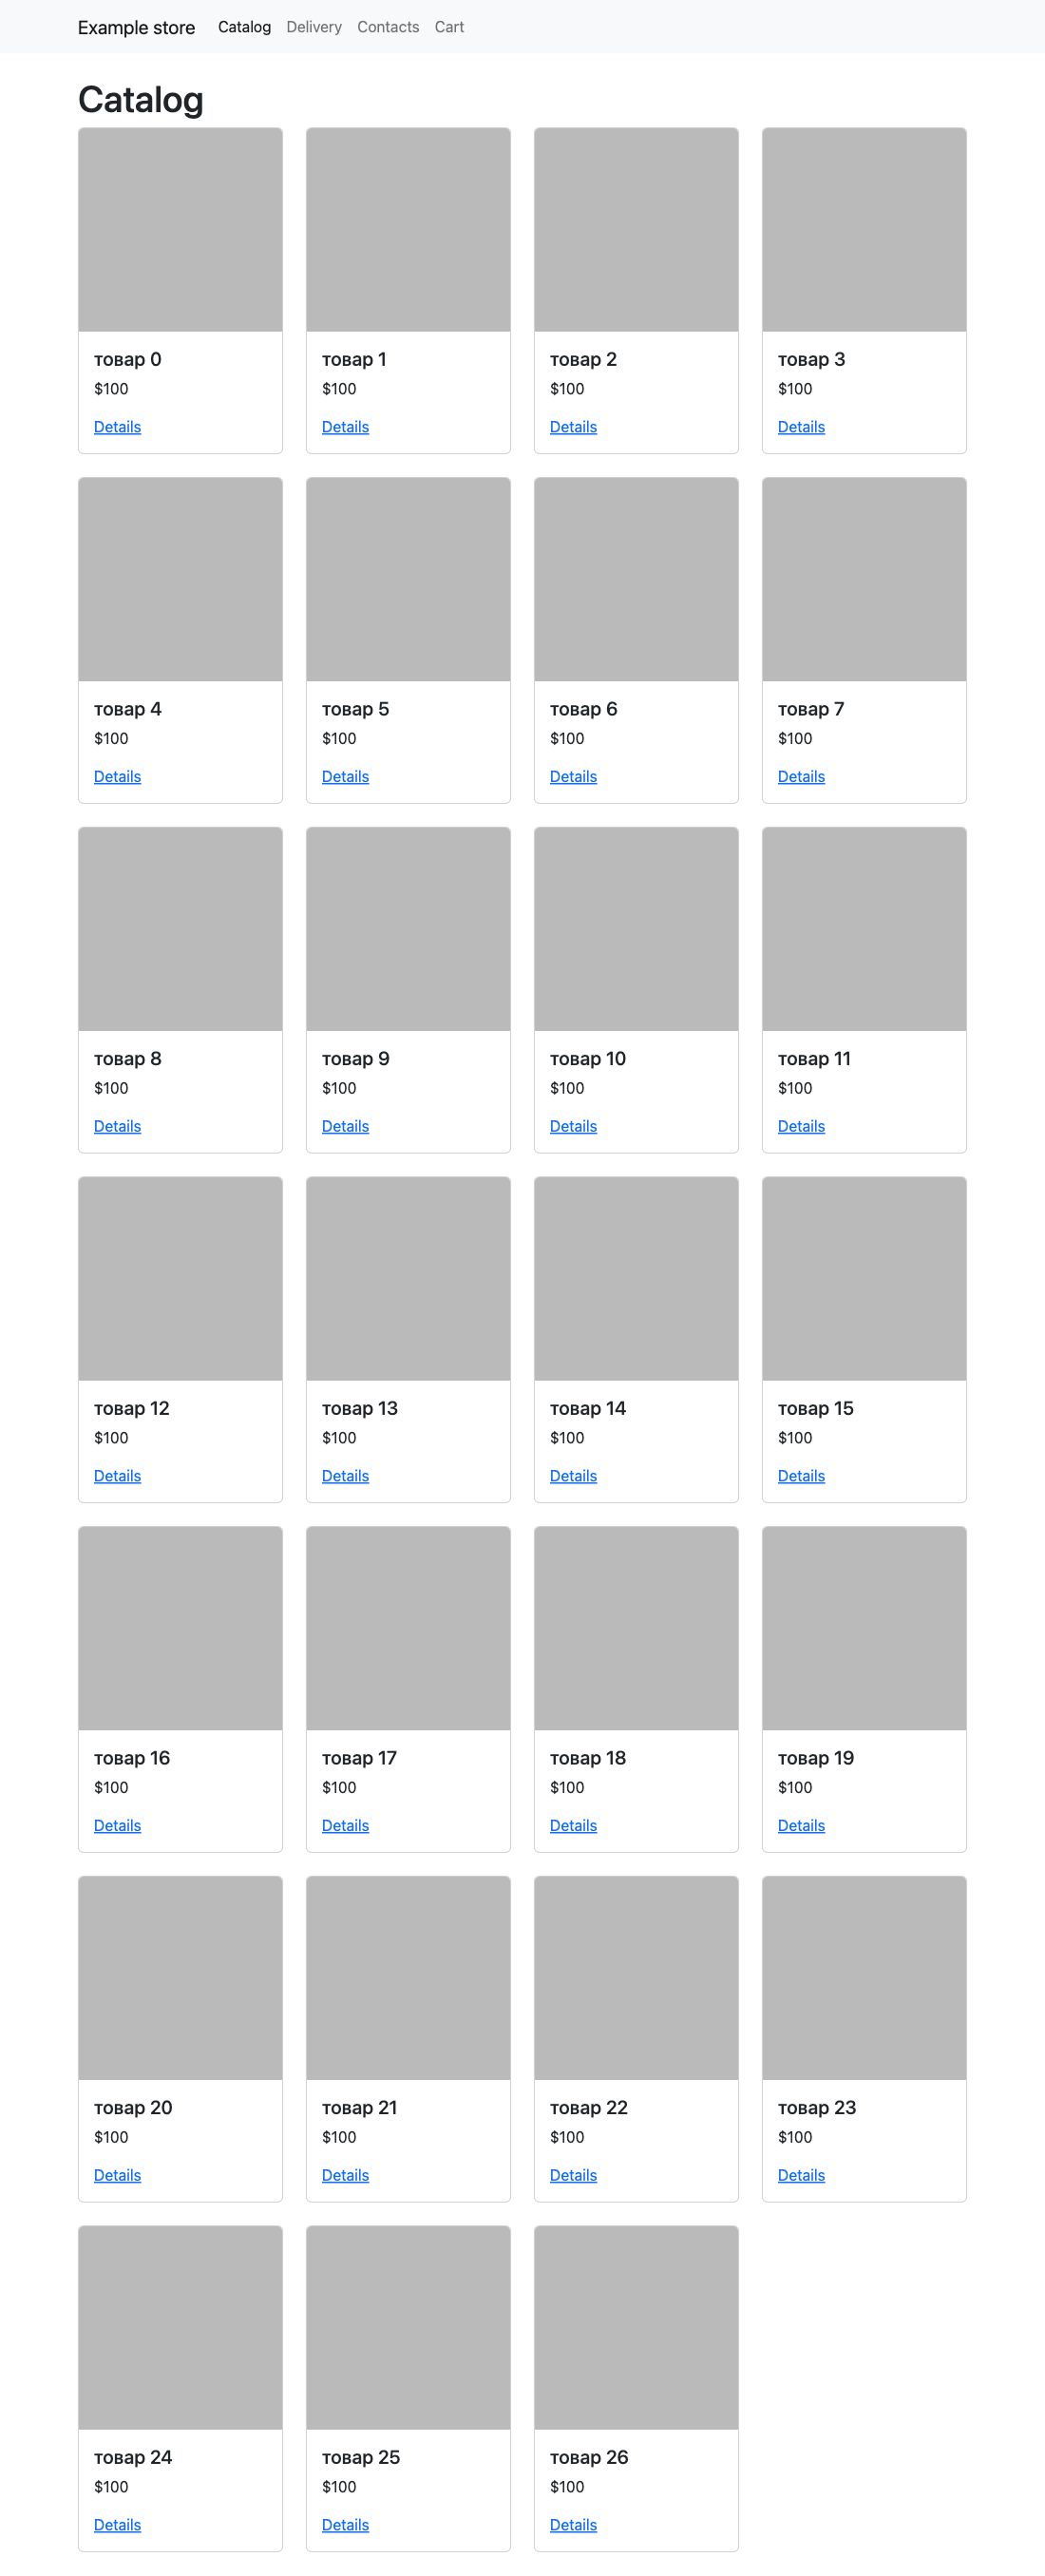 Example store Catalog Delivery Contacts Cart
Catalog
товар 0
$100
Details
товар 1
$100
Details
товар 2
$100
Details
товар 3
$100
Details
товар 4
$100
Details
товар 5
$100
Details
товар 6
$100
Details
товар 7
$100
Details
товар 8
$100
Details
товар 9
$100
Details
товар 10
$100
Details
товар 11
$100
Details
товар 12
$100
Details
товар 13
$100
Details
товар 14
$100
Details
товар 15
$100
Details
товар 16
$100
Details
товар 17
$100
Details
товар 18
$100
Details
товар 19
$100
Details
товар 20
$100
Details
товар 21
$100
Details
товар 22
$100
Details
товар 23
$100
Details
товар 24
$100
Details
товар 25
$100
Details
товар 26
$100
Details